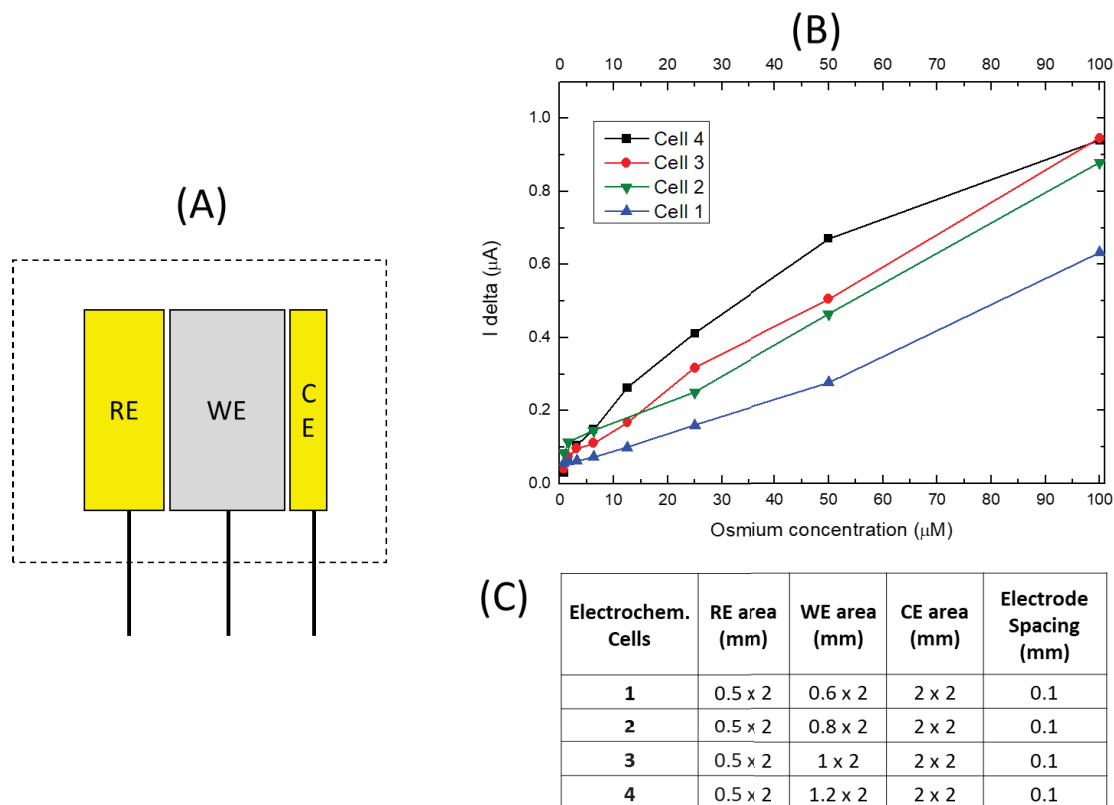 (A)
RE
WE
C
E
(B)
0 10 20 30 40 50 60 70 80 90 100
1.0
0.8
0.6
0.4
0.2
0.0
I delta (μA)
Cell 4
Cell 3
Cell 2
Cell 1
0 10 20 30 40 50 60 70 80 90 100
Osmium concentration (μM)
(C)
Electrochem. Cells | RE area (mm) | WE area (mm) | CE area (mm) | Electrode Spacing (mm)
1 0.5 x 2 0.6 x 2 2 x 2 0.1
2 0.5 x 2 0.8 x 2 2 x 2 0.1
3 0.5 x 2 1 x 2 2 x 2 0.1
4 0.5 x 2 1.2 x 2 2 x 2 0.1